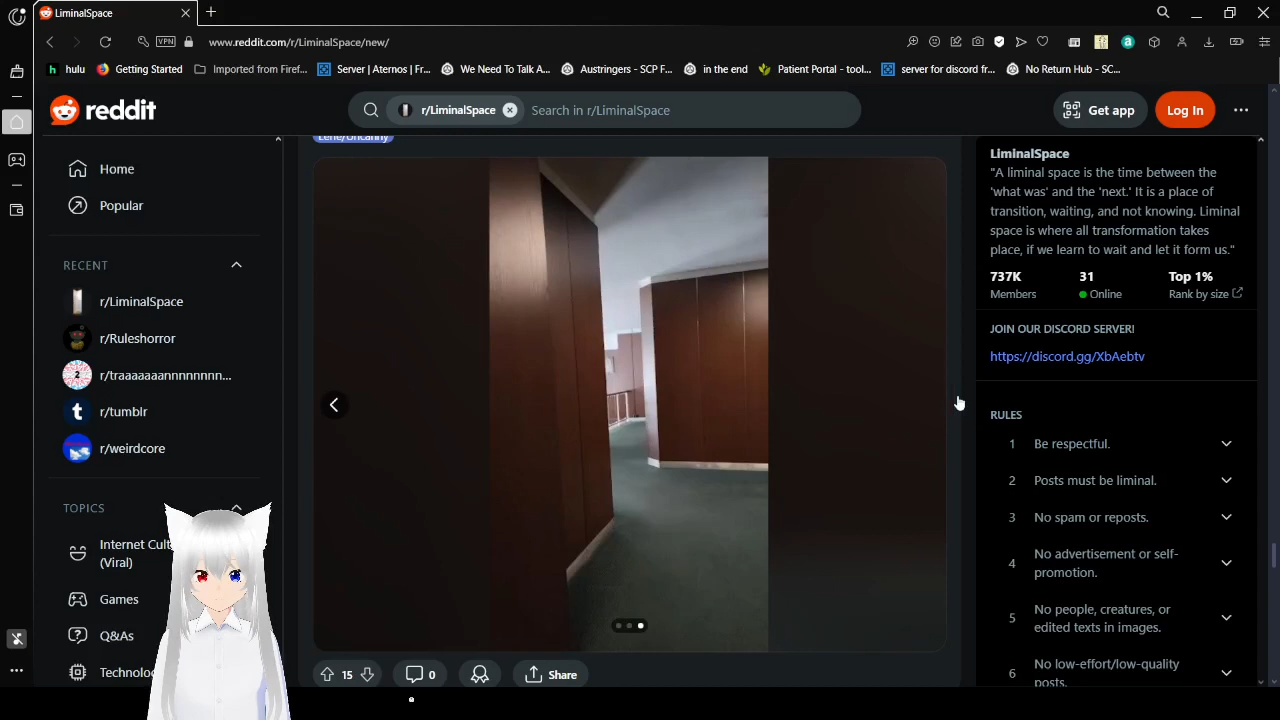 LiminalSpace
www.reddit.com/r/LiminalSpace/new/
VPN
hulu
Getting Started
Imported from Firef...
Server | Aternos | Fr...
We Need To Talk A...
Austringers - SCP F...
in the end
Patient Portal - tool...
server for discord fr...
No Return Hub - SC...
reddit
r/LiminalSpace
Search in r/LiminalSpace
Get app
Log In
Home
Popular
RECENT
r/LiminalSpace
r/Ruleshorror
r/traaaaaaannnnnnnn...
r/tumblr
r/weirdcore
TOPICS
Internet Cult
(Viral)
Games
Q&As
Technolo
15
0
Share
LiminalSpace
"A liminal space is the time between the
'what was' and the 'next.' It is a place of
transition, waiting, and not knowing. Liminal
space is where all transformation takes
place, if we learn to wait and let it form us."
737K
Members
31
Online
Top 1%
Rank by size
JOIN OUR DISCORD SERVER!
https://discord.gg/XbAebtv
RULES
1 Be respectful.
2 Posts must be liminal.
3 No spam or reposts.
4 No advertisement or self-
promotion.
5 No people, creatures, or
edited texts in images.
6 No low-effort/low-quality
posts.